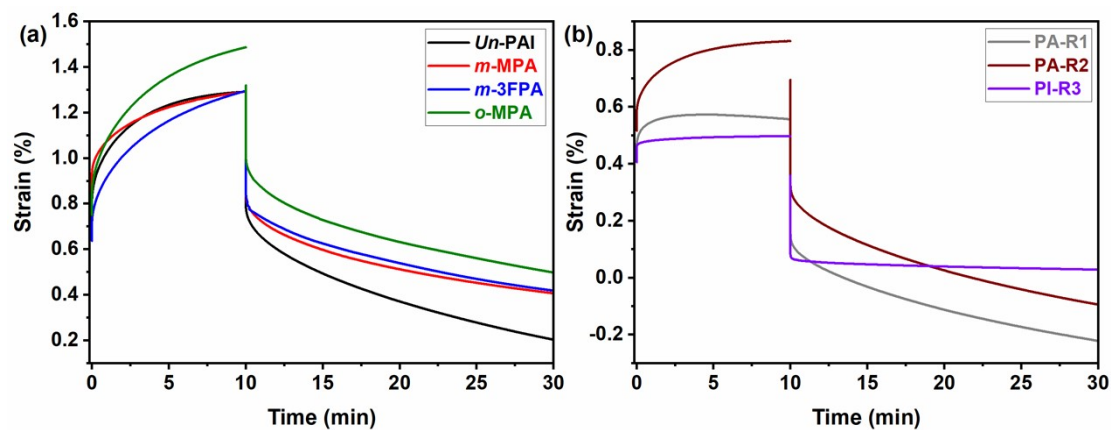 (a)
Un-PAI
m-MPA
m-3FPA
o-MPA
Strain (%)
1.6
1.4
1.2
1.0
0.8
0.6
0.4
0.2
0 5 10 15 20 25 30
Time (min)
(b)
PA-R1
PA-R2
PI-R3
Strain (%)
0.8
0.6
0.4
0.2
0.0
-0.2
0 5 10 15 20 25 30
Time (min)